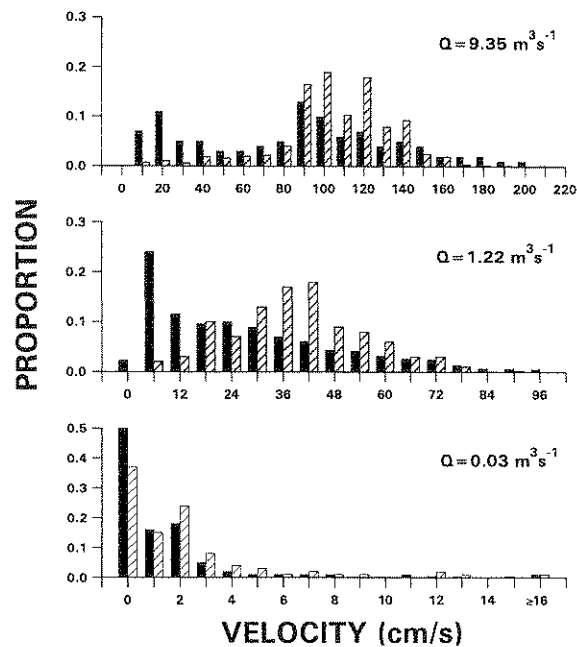 PROPORTION
0.3
Q = 9.35 m³s⁻¹
0.2
0.1
0.0
0 20 40 60 80 100 120 140 160 180 200 220
0.3
Q = 1.22 m³s⁻¹
0.2
0.1
0.0
0 12 24 36 48 60 72 84 96
0.5
Q = 0.03 m³s⁻¹
0.4
0.3
0.2
0.1
0.0
0 2 4 6 8 10 12 14 ≥16
VELOCITY (cm/s)